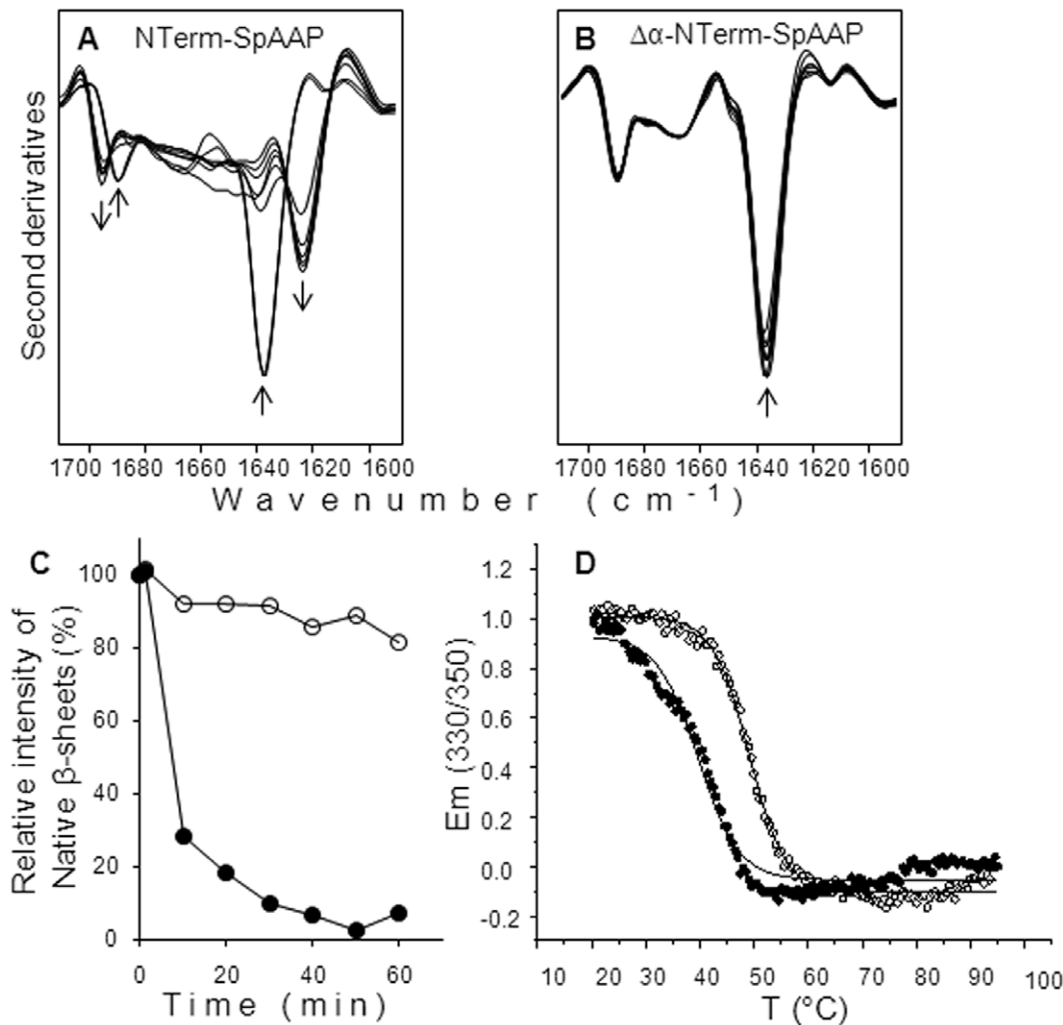 A NTerm-SpAAP
B Δα-NTerm-SpAAP
Second derivatives
1700 1680 1660 1640 1620 1600
1700 1680 1660 1640 1620 1600
Wavenumber (cm-1)
C
Relative intensity of
Native β-sheets (%)
100
80
60
40
20
0
0 20 40 60
Time (min)
D
Em (330/350)
1.2
1.0
0.8
0.6
0.4
0.2
0.0
-0.2
10 20 30 40 50 60 70 80 90 100
T (°C)